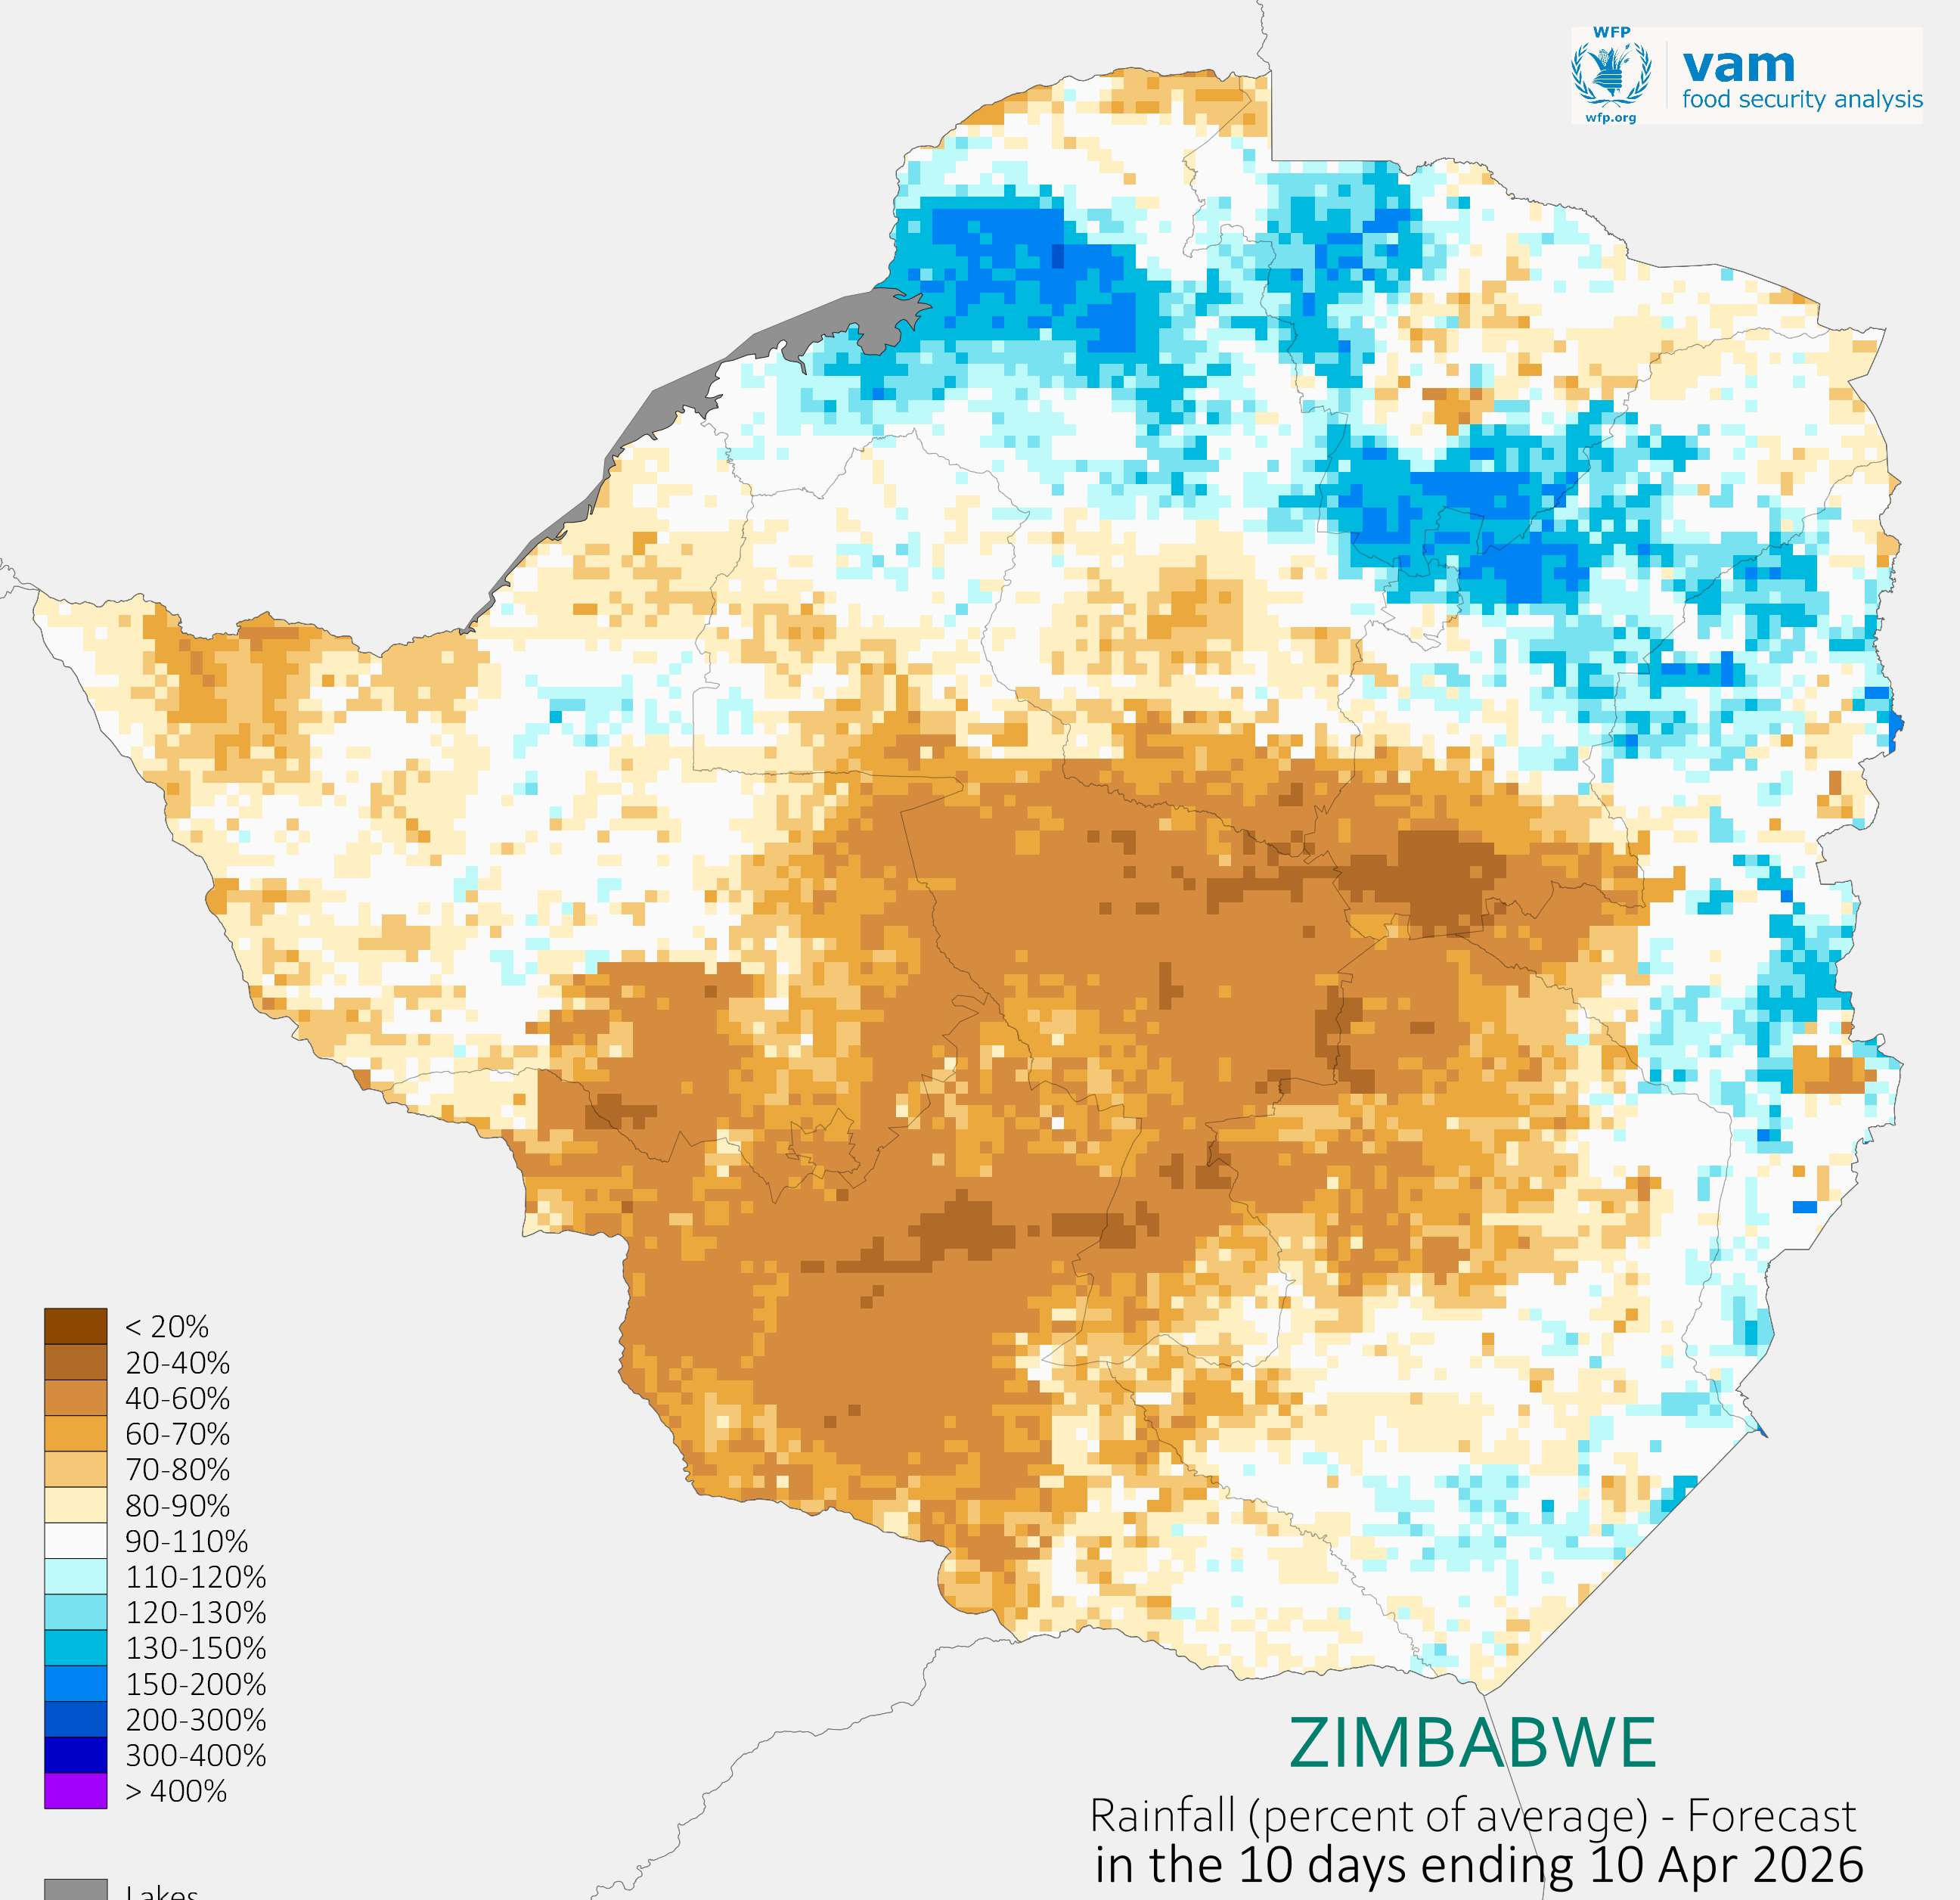 WFP
vam
food security analysis
wfp.org
< 20%
20-40%
40-60%
60-70%
70-80%
80-90%
90-110%
110-120%
120-130%
130-150%
150-200%
200-300%
300-400%
> 400%
Lakes
ZIMBABWE
Rainfall (percent of average) - Forecast
in the 10 days ending 10 Apr 2026